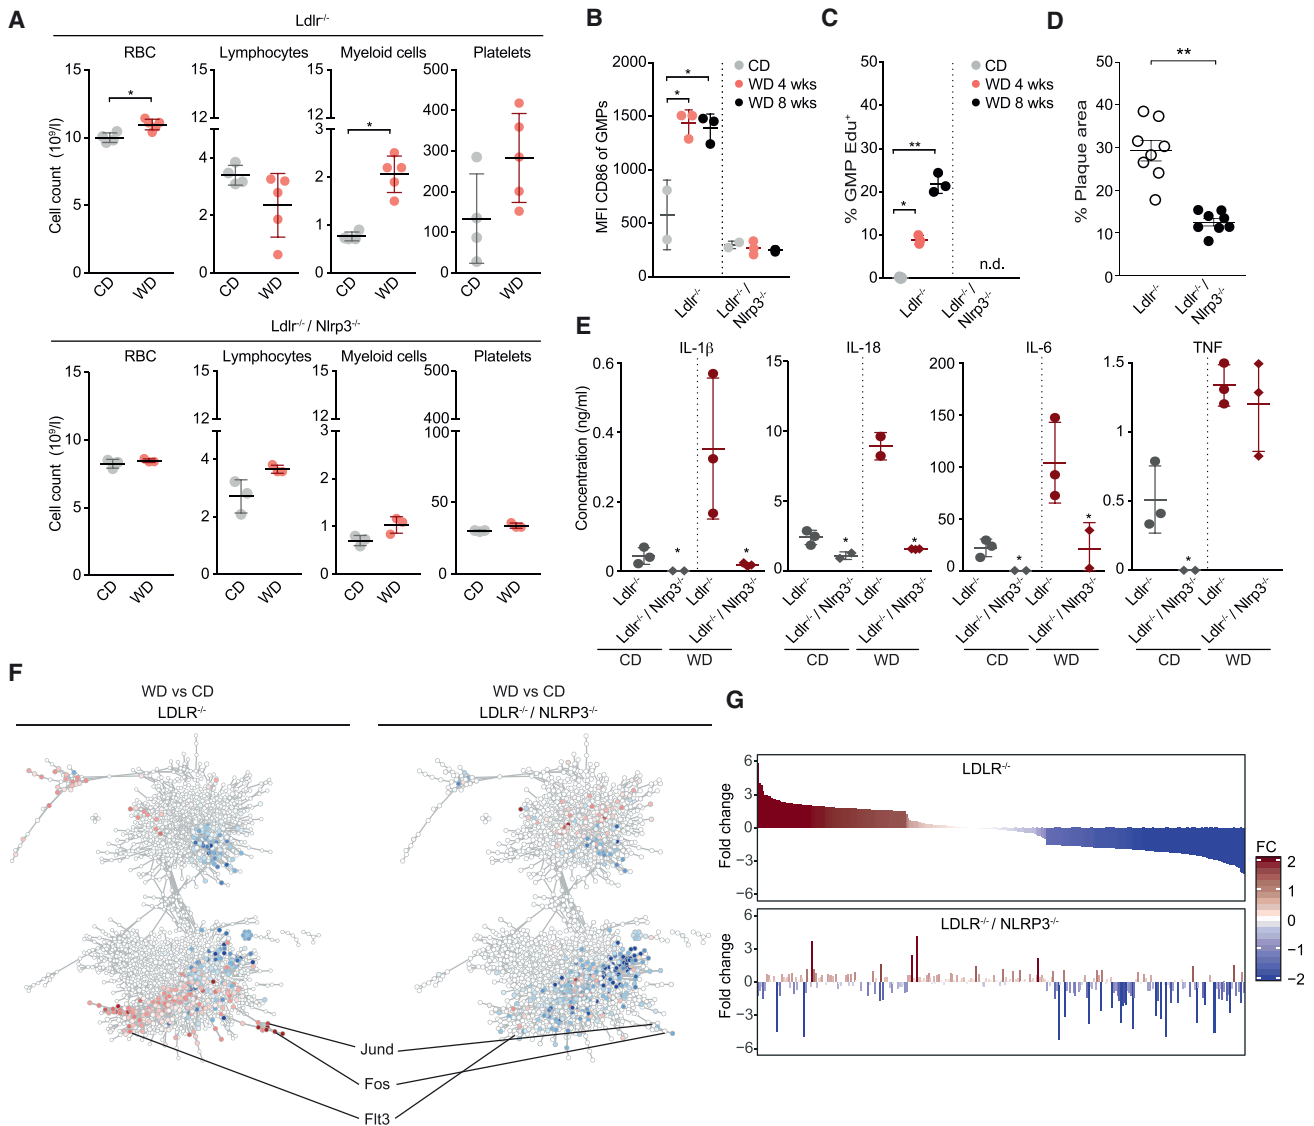 A
Ldlr-/-
RBC
Lymphocytes
Myeloid cells
Platelets
Cell count (10⁹/l)
15
10
5
0
*
CD
WD
15
12
4
2
0
CD
WD
15
12
3
2
1
0
*
CD
WD
500
400
300
200
100
0
CD
WD
Ldlr-/- / Nlrp3-/-
RBC
Lymphocytes
Myeloid cells
Platelets
Cell count (10⁹/l)
15
10
5
0
CD
WD
15
12
4
2
0
CD
WD
15
12
3
2
1
0
CD
WD
500
400
100
50
0
CD
WD
B
MFI CD86 of GMPs
2000
1500
1000
500
0
*
*
CD
WD 4 wks
WD 8 wks
Ldlr-/-
Ldlr-/- /
Nlrp3-/-
C
% GMP Edu+
50
40
30
20
10
0
**
*
CD
WD 4 wks
WD 8 wks
n.d.
Ldlr-/-
Ldlr-/- /
Nlrp3-/-
D
% Plaque area
50
40
30
20
10
0
**
Ldlr-/-
Ldlr-/- /
Nlrp3-/-
E
Concentration (ng/ml)
IL-1β
0.6
0.4
0.2
0
*
*
Ldlr-/-
Ldlr-/- / Nlrp3-/-
Ldlr-/-
Ldlr-/- / Nlrp3-/-
CD
WD
IL-18
15
10
5
0
*
*
Ldlr-/-
Ldlr-/- / Nlrp3-/-
Ldlr-/-
Ldlr-/- / Nlrp3-/-
CD
WD
IL-6
200
150
100
50
0
*
*
Ldlr-/-
Ldlr-/- / Nlrp3-/-
Ldlr-/-
Ldlr-/- / Nlrp3-/-
CD
WD
TNF
1.5
1
0.5
0
*
Ldlr-/-
Ldlr-/- / Nlrp3-/-
Ldlr-/-
Ldlr-/- / Nlrp3-/-
CD
WD
F
WD vs CD
LDLR-/-
WD vs CD
LDLR-/- / NLRP3-/-
Jund
Fos
Flt3
G
Fold change
6
3
0
−3
−6
LDLR-/-
Fold change
6
3
0
−3
−6
LDLR-/- / NLRP3-/-
FC
2
1
0
−1
−2